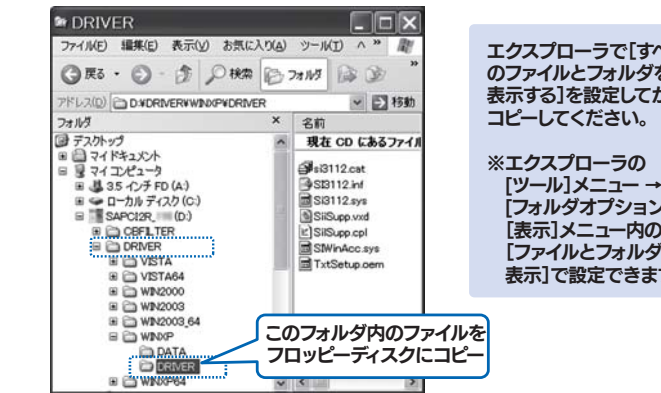 DRIVER
ファイル(F) 編集(E) 表示(V) お気に入り(A) ツール(T) ヘ »
戻る 検索 フォルダ »
アドレス(D) D:¥DRIVER¥WINXP¥DRIVER 移動
フォルダ ×
デスクトップ
マイ ドキュメント
マイ コンピュータ
3.5 インチ FD (A:)
ローカル ディスク (C:)
SAPCI2R_ (D:)
CBFILTER
DRIVER
VISTA
VISTA64
WIN2000
WIN2003
WIN2003_64
WINXP
DATA
DRIVER
WINXP64
名前
現在 CD にあるファイル
si3112.cat
SI3112.inf
SI3112.sys
SiISupp.vxd
SiISupp.cpl
SIWinAcc.sys
TxtSetup.oem
このフォルダ内のファイルを
フロッピーディスクにコピー
エクスプローラで[すべ
のファイルとフォルダを
表示する]を設定してか
コピーしてください。
※エクスプローラの
[ツール]メニュー →
[フォルダオプション
[表示]メニュー内の
[ファイルとフォルダ
表示]で設定できます